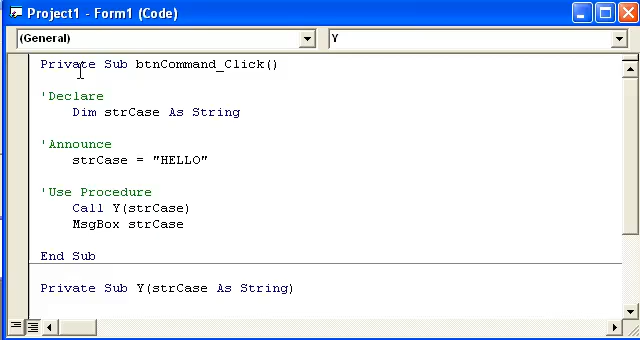 Project1 - Form1 (Code)
(General) Y
Private Sub btnCommand_Click()
'Declare
Dim strCase As String
'Announce
strCase = "HELLO"
'Use Procedure
Call Y(strCase)
MsgBox strCase
End Sub
Private Sub Y(strCase As String)